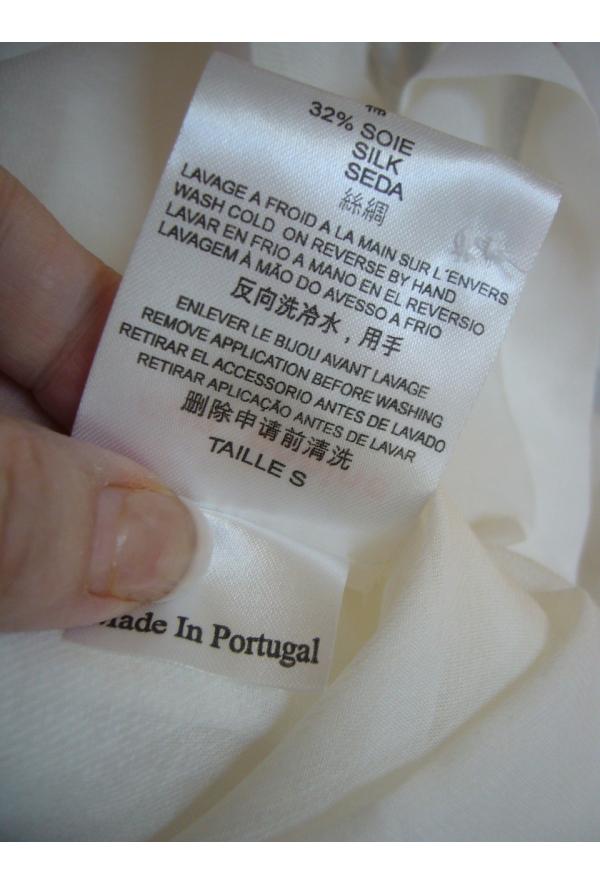 32% SOIE
SILK
SEDA
絲綢
LAVAGE A FROID A LA MAIN SUR L'ENVERS
WASH COLD ON REVERSE BY HAND
LAVAR EN FRIO A MANO EN EL REVERSIO
LAVAGEM À MÃO DO AVESSO A FRIO
反向洗冷水，用手
ENLEVER LE BIJOU AVANT LAVAGE
REMOVE APPLICATION BEFORE WASHING
RETIRAR EL ACCESSORIO ANTES DE LAVADO
RETIRAR APLICAÇÃO ANTES DE LAVAR
删除申请前清洗
TAILLE S
Made In Portugal